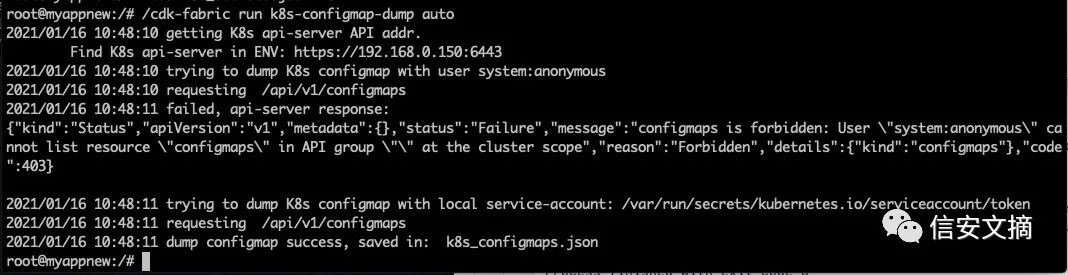 root@myappnew:/# /cdk-fabric run k8s-configmap-dump auto
2021/01/16 10:48:10 getting K8s api-server API addr.
        Find K8s api-server in ENV: https://192.168.0.150:6443
2021/01/16 10:48:10 trying to dump K8s configmap with user system:anonymous
2021/01/16 10:48:10 requesting  /api/v1/configmaps
2021/01/16 10:48:11 failed, api-server response:
{"kind":"Status","apiVersion":"v1","metadata":{},"status":"Failure","message":"configmaps is forbidden: User \"system:anonymous\" ca
nnot list resource \"configmaps\" in API group \"\" at the cluster scope","reason":"Forbidden","details":{"kind":"configmaps"},"code
":403}
2021/01/16 10:48:11 trying to dump K8s configmap with local service-account: /var/run/secrets/kubernetes.io/serviceaccount/token
2021/01/16 10:48:11 requesting  /api/v1/configmaps
2021/01/16 10:48:11 dump configmap success, saved in:  k8s_configmaps.json
root@myappnew:/#
信安文摘